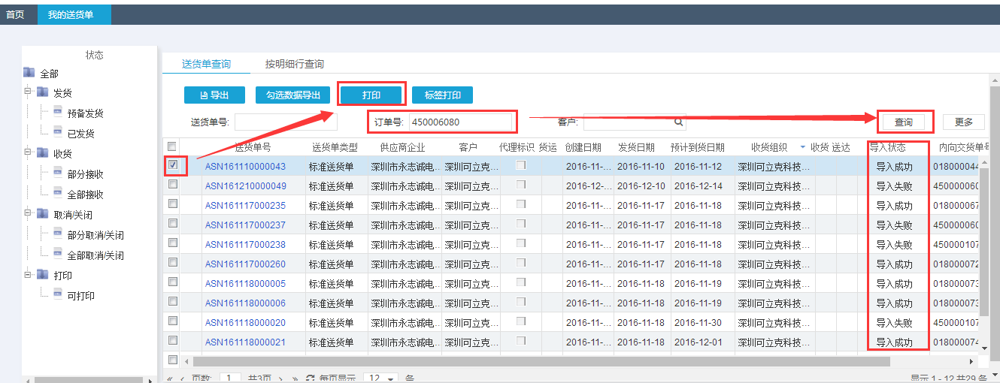 首页 我的送货单
状态
全部
发货
预备发货
已发货
收货
部分接收
全部接收
取消/关闭
部分取消/关闭
全部取消/关闭
打印
可打印
送货单查询 按明细行查询
导出 勾选数据导出 打印 标签打印
送货单号: 订单号: 450006080 客户: 查询 更多
送货单号 送货单类型 供应商企业 客户 代理标识 货运 创建日期 发货日期 预计到货日期 收货组织 收货 送达 导入状态 内向交货单号
ASN161110000043 标准送货单 深圳市永志诚电... 深圳可立克... 2016-11-... 2016-11-10 2016-11-12 深圳可立克科技... 导入成功 018000044
ASN161210000049 标准送货单 深圳市永志诚电... 深圳可立克... 2016-12-... 2016-12-10 2016-12-14 深圳可立克科技... 导入失败 450000060
ASN161117000235 标准送货单 深圳市永志诚电... 深圳可立克... 2016-11-... 2016-11-17 2016-11-18 深圳可立克科技... 导入成功 018000067
ASN161117000237 标准送货单 深圳市永志诚电... 深圳可立克... 2016-11-... 2016-11-17 2016-11-18 深圳可立克科技... 导入失败 450000060
ASN161117000238 标准送货单 深圳市永志诚电... 深圳可立克... 2016-11-... 2016-11-17 2016-11-18 深圳可立克科技... 导入失败 450000107
ASN161117000260 标准送货单 深圳市永志诚电... 深圳可立克... 2016-11-... 2016-11-17 2016-11-18 深圳可立克科技... 导入成功 018000072
ASN161118000005 标准送货单 深圳市永志诚电... 深圳可立克... 2016-11-... 2016-11-18 2016-11-19 深圳可立克科技... 导入成功 018000073
ASN161118000006 标准送货单 深圳市永志诚电... 深圳可立克... 2016-11-... 2016-11-18 2016-11-19 深圳可立克科技... 导入成功 018000073
ASN161118000020 标准送货单 深圳市永志诚电... 深圳可立克... 2016-11-... 2016-11-18 2016-11-30 深圳可立克科技... 导入失败 450000107
ASN161118000021 标准送货单 深圳市永志诚电... 深圳可立克... 2016-11-... 2016-11-18 2016-12-01 深圳可立克科技... 导入成功 018000074
页数: 1 共3页 每页显示 12 条 显示 1 - 12 共29 条